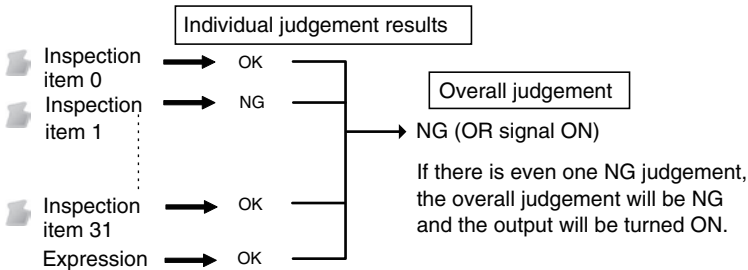 Individual judgement results
Inspection
item 0
OK
Inspection
item 1
NG
Overall judgement
NG (OR signal ON)
If there is even one NG judgement,
the overall judgement will be NG
and the output will be turned ON.
Inspection
item 31
OK
Expression
OK